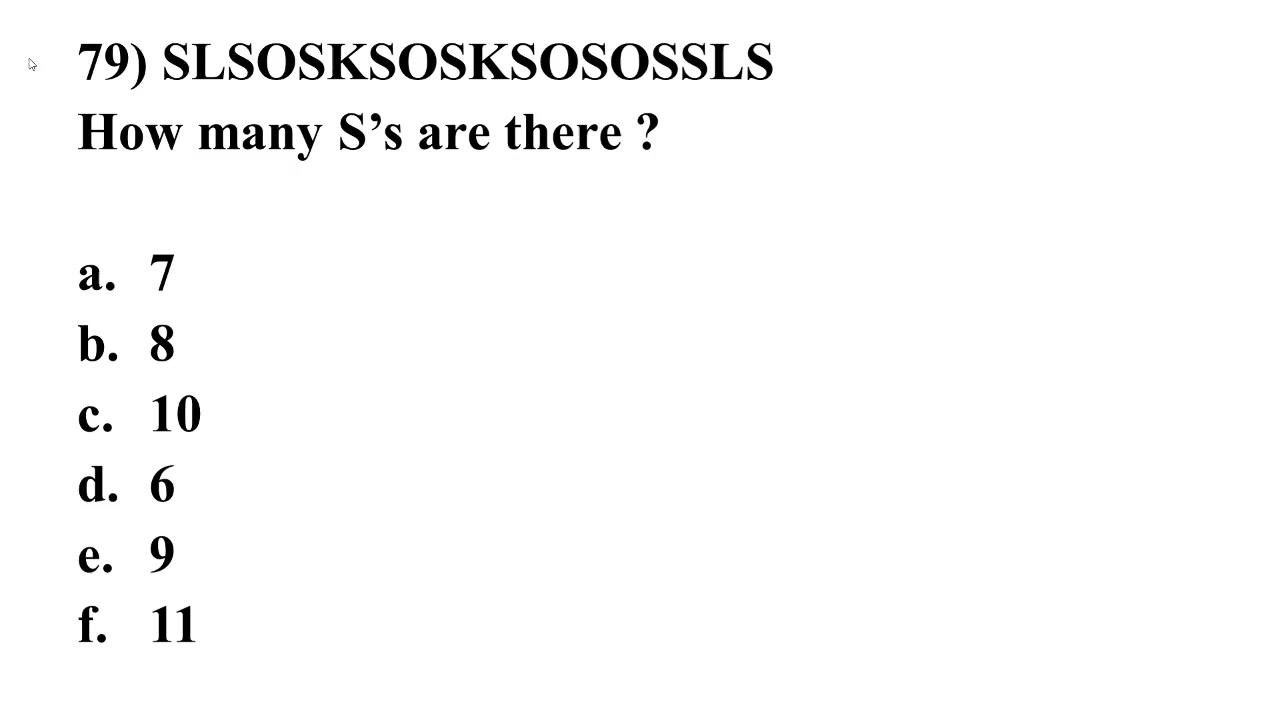 79) SLSOSKSOSKSOSOSSLS
How many S’s are there ?
a. 7
b. 8
c. 10
d. 6
e. 9
f. 11